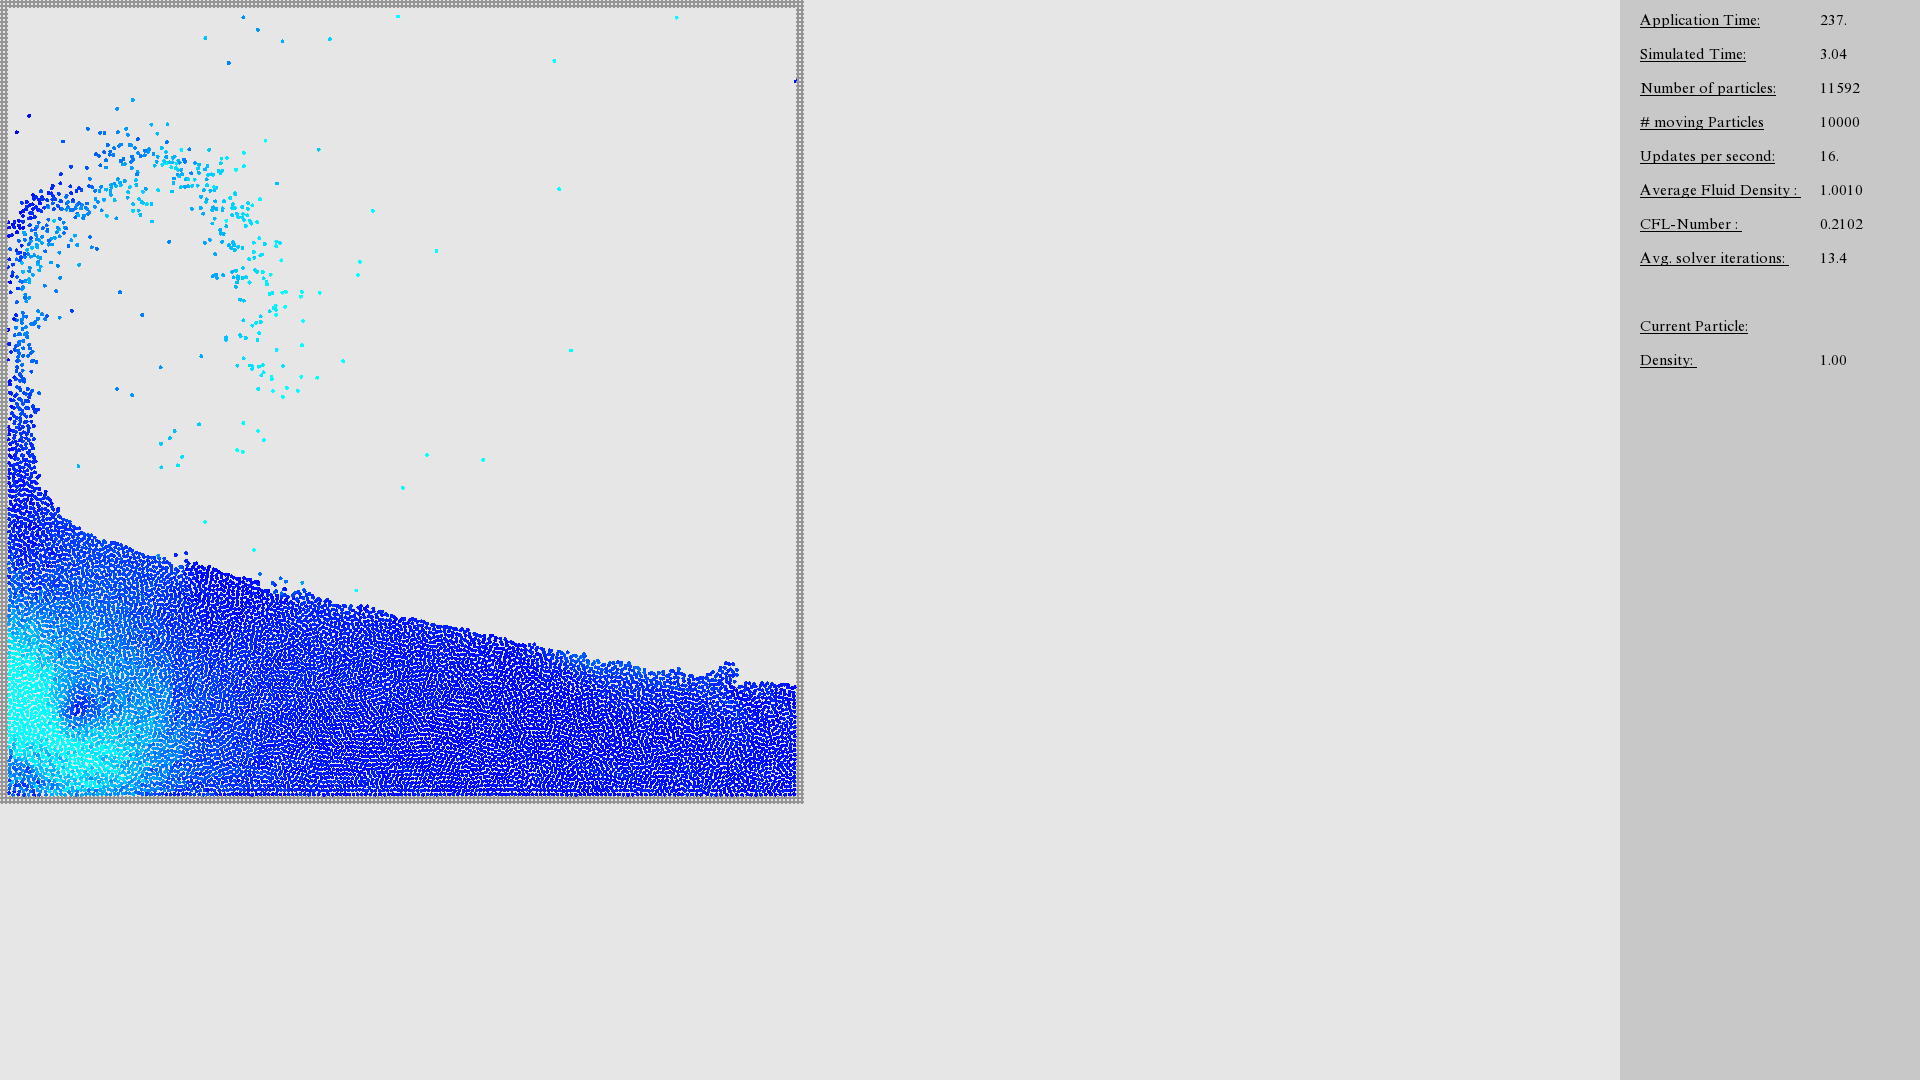 Application Time: 237.
Simulated Time: 3.04
Number of particles: 11592
# moving Particles 10000
Updates per second: 16.
Average Fluid Density : 1.0010
CFL-Number : 0.2102
Avg. solver iterations: 13.4
Current Particle:
Density: 1.00